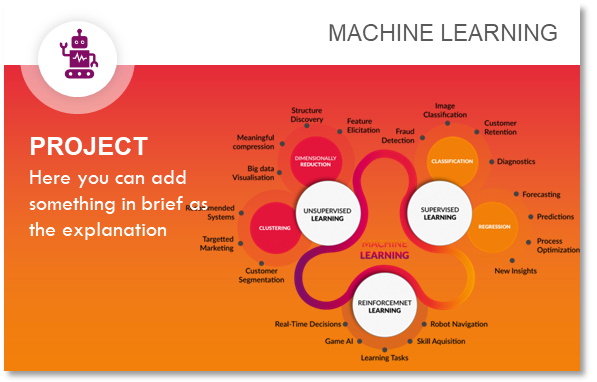 MACHINE LEARNING
PROJECT
Here you can add
something in brief as
the explanation
Structure
Discovery
Feature
Elicitation
Meaningful
compression
DIMENSIONALLY
REDUCTION
Big data
Visualisation
Image
Classification
Customer
Retention
Fraud
Detection
CLASSIFICATION
Diagnostics
UNSUPERVISED
LEARNING
SUPERVISED
LEARNING
Forecasting
Predictions
Process
Optimization
New Insights
REGRESSION
Systems
CLUSTERING
Targetted
Marketing
Customer
Segmentation
MACHINE
LEARNING
REINFORCEMNET
LEARNING
Real-Time Decisions
Game AI
Learning Tasks
Skill Aquisition
Robot Navigation